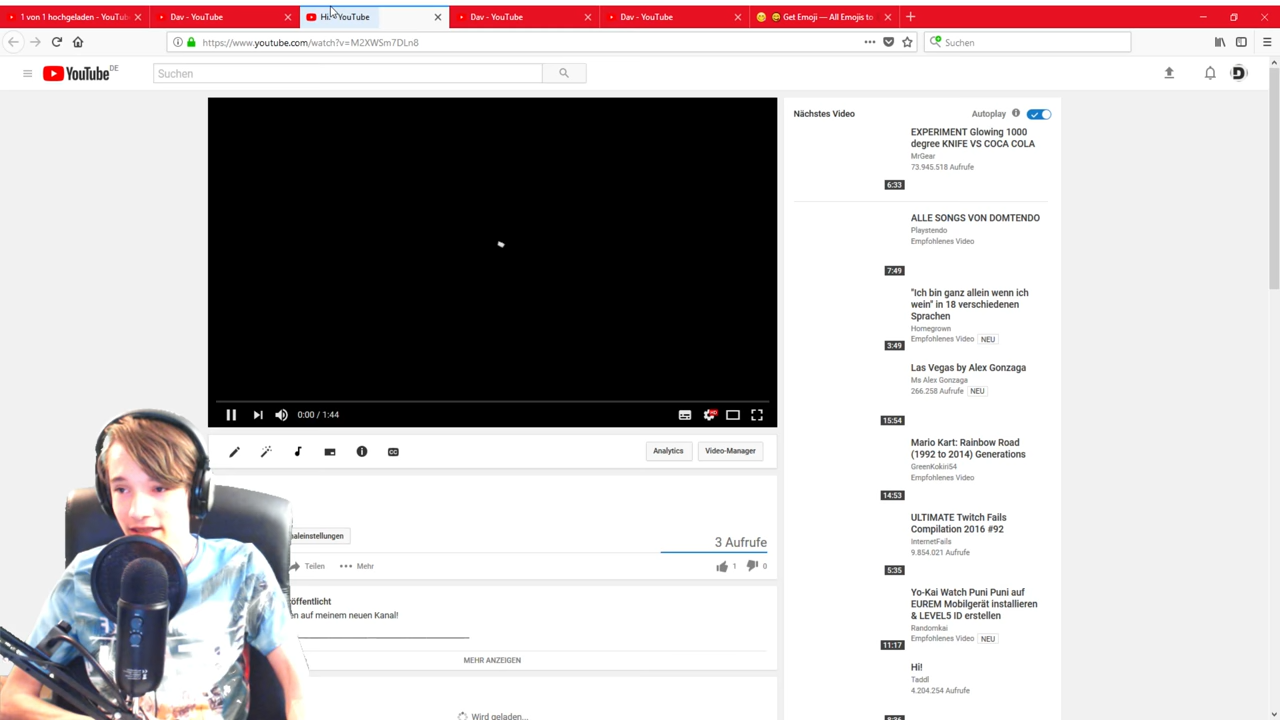 1 von 1 hochgeladen - YouTub
Dav - YouTube
Hi! - YouTube
Dav - YouTube
Dav - YouTube
Get Emoji — All Emojis to
https://www.youtube.com/watch?v=M2XWSm7DLn8
Suchen
YouTube DE
Suchen
Nächstes Video
Autoplay
EXPERIMENT Glowing 1000
degree KNIFE VS COCA COLA
MrGear
73.945.518 Aufrufe
6:33
ALLE SONGS VON DOMTENDO
Playstendo
Empfohlenes Video
7:49
"Ich bin ganz allein wenn ich
wein" in 18 verschiedenen
Sprachen
Homegrown
Empfohlenes Video NEU
3:49
Las Vegas by Alex Gonzaga
Ms Alex Gonzaga
266.258 Aufrufe NEU
15:54
Mario Kart: Rainbow Road
(1992 to 2014) Generations
GreenKokiri54
Empfohlenes Video
14:53
ULTIMATE Twitch Fails
Compilation 2016 #92
InternetFails
9.854.021 Aufrufe
5:35
Yo-Kai Watch Puni Puni auf
EUREM Mobilgerät installieren
& LEVEL5 ID erstellen
Randomkai
Empfohlenes Video NEU
11:17
Hi!
Taddl
4.204.254 Aufrufe
0:00 / 1:44
HD
CC
Analytics
Video-Manager
aleinstellungen
3 Aufrufe
Teilen
Mehr
1
0
öffentlicht
en auf meinem neuen Kanal!
MEHR ANZEIGEN
Wird geladen...